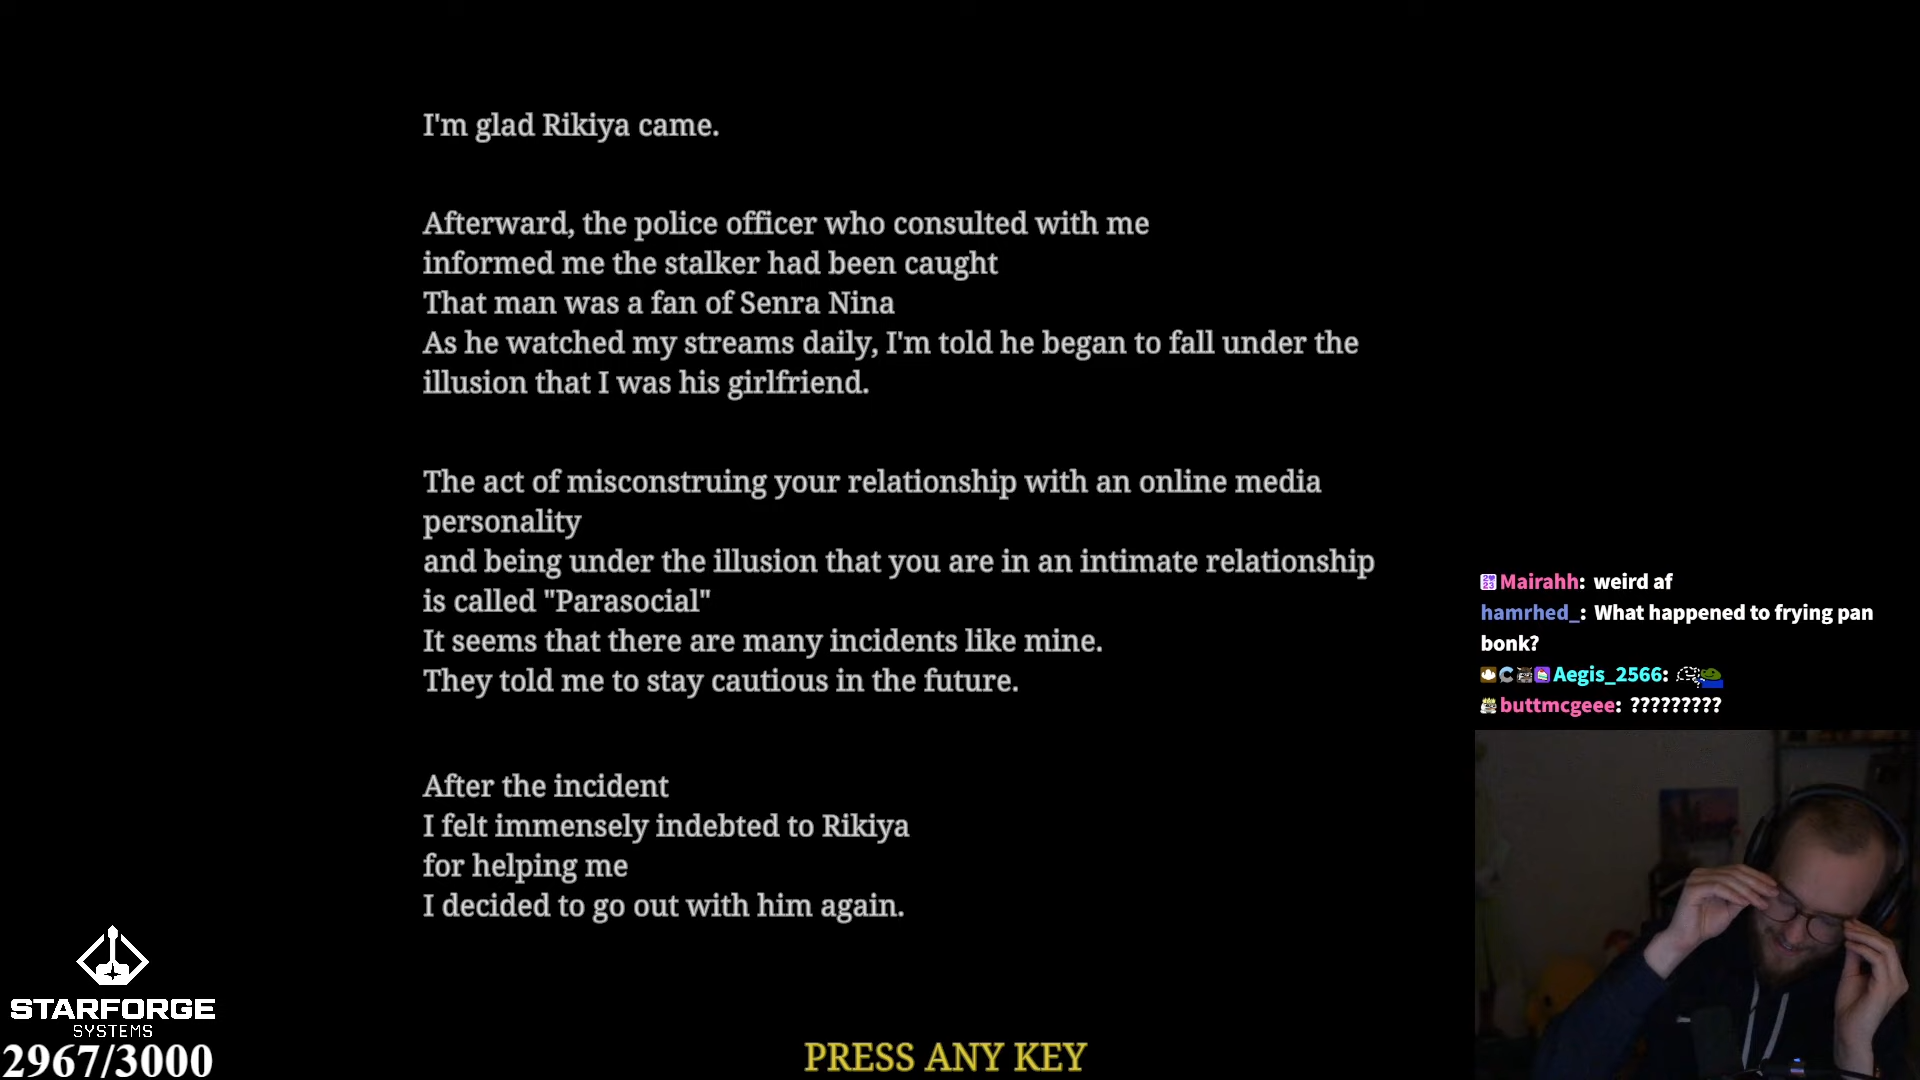 I'm glad Rikiya came.
Afterward, the police officer who consulted with me
informed me the stalker had been caught
That man was a fan of Senra Nina
As he watched my streams daily, I'm told he began to fall under the
illusion that I was his girlfriend.
The act of misconstruing your relationship with an online media
personality
and being under the illusion that you are in an intimate relationship
is called "Parasocial"
It seems that there are many incidents like mine.
They told me to stay cautious in the future.
After the incident
I felt immensely indebted to Rikiya
for helping me
I decided to go out with him again.
PRESS ANY KEY
Mairahh: weird af
hamrhed_: What happened to frying pan
bonk?
Aegis_2566:
buttmcgeee: ?????????
STARFORGE
SYSTEMS
2967/3000